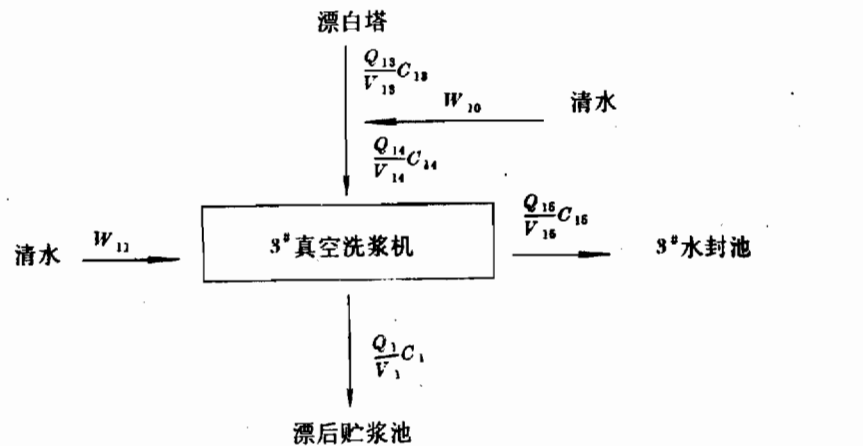 漂白塔
Q₁₃/V₁₃ C₁₃
W₁₀ 清水
Q₁₄/V₁₄ C₁₄
清水 W₁₁ 3#真空洗浆机 Q₁₅/V₁₅ C₁₅ 3#水封池
Q₁/V₁ C₁
漂后贮浆池